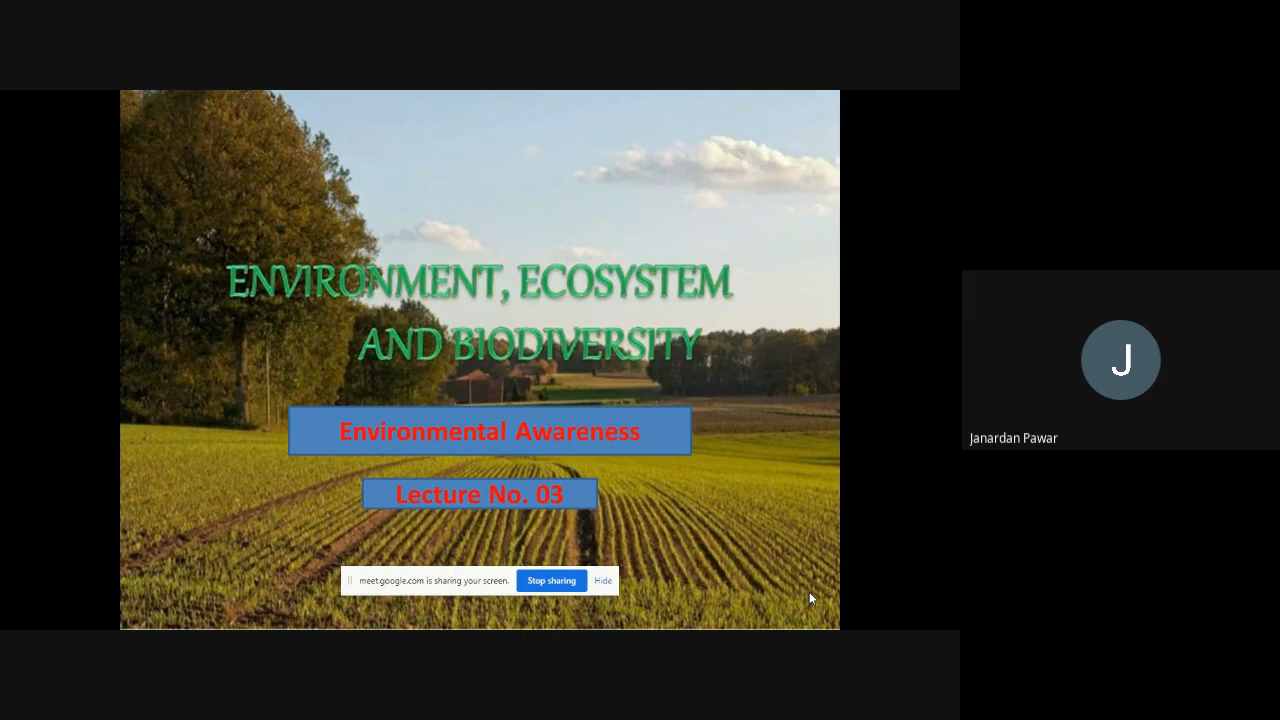 ENVIRONMENT, ECOSYSTEM
AND BIODIVERSITY
Environmental Awareness
Lecture No. 03
meet.google.com is sharing your screen. Stop sharing Hide
J
Janardan Pawar